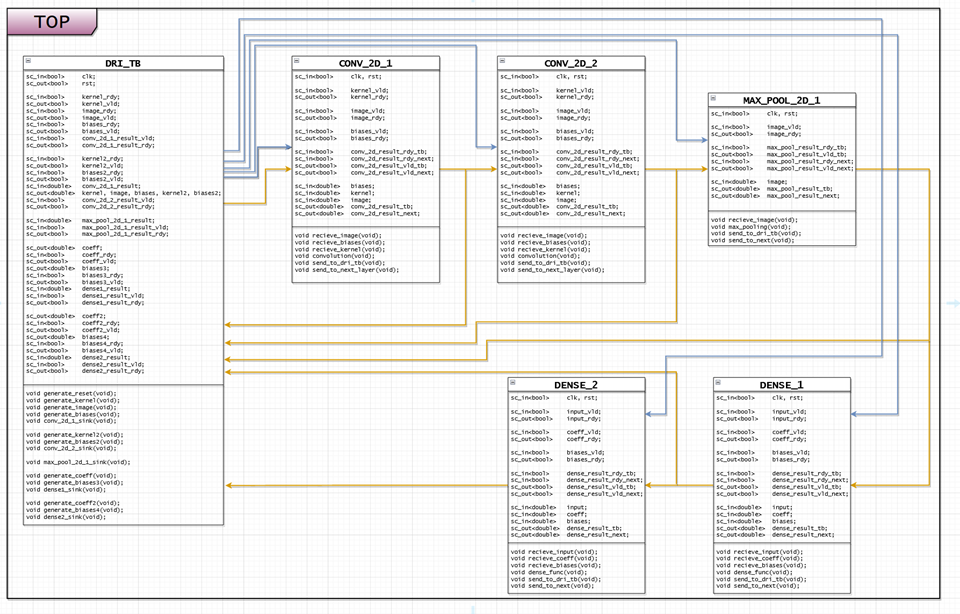 TOP
DRI_TB
sc_in<bool> clk;
sc_out<bool> rst;
sc_in<bool> kernel_rdy;
sc_out<bool> kernel_vld;
sc_in<bool> image_rdy;
sc_out<bool> image_vld;
sc_in<bool> biases_rdy;
sc_out<bool> biases_vld;
sc_in<bool> conv_2d_1_result_vld;
sc_out<bool> conv_2d_1_result_rdy;
sc_in<bool> kernel2_rdy;
sc_out<bool> kernel2_vld;
sc_in<bool> biases2_rdy;
sc_out<bool> biases2_vld;
sc_in<double> conv_2d_1_result;
sc_out<double> kernel, image, biases, kernel2, biases2;
sc_in<bool> conv_2d_2_result_vld;
sc_out<bool> conv_2d_2_result_rdy;
sc_in<double> max_pool_2d_1_result;
sc_in<bool> max_pool_2d_1_result_vld;
sc_out<bool> max_pool_2d_1_result_rdy;
sc_out<double> coeff;
sc_in<bool> coeff_rdy;
sc_out<bool> coeff_vld;
sc_out<double> biases3;
sc_in<bool> biases3_rdy;
sc_out<bool> biases3_vld;
sc_in<double> dense1_result;
sc_in<bool> dense1_result_vld;
sc_out<bool> dense1_result_rdy;
sc_out<double> coeff2;
sc_in<bool> coeff2_rdy;
sc_out<bool> coeff2_vld;
sc_out<double> biases4;
sc_in<bool> biases4_rdy;
sc_out<bool> biases4_vld;
sc_in<double> dense2_result;
sc_in<bool> dense2_result_vld;
sc_out<bool> dense2_result_rdy;
void generate_reset(void);
void generate_kernel(void);
void generate_image(void);
void generate_biases(void);
void conv_2d_1_sink(void);
void generate_kernel2(void);
void generate_biases2(void);
void conv_2d_2_sink(void);
void max_pool_2d_1_sink(void);
void generate_coeff(void);
void generate_biases3(void);
void dense1_sink(void);
void generate_coeff2(void);
void generate_biases4(void);
void dense2_sink(void);
CONV_2D_1
sc_in<bool> clk, rst;
sc_in<bool> kernel_vld;
sc_out<bool> kernel_rdy;
sc_in<bool> image_vld;
sc_out<bool> image_rdy;
sc_in<bool> biases_vld;
sc_out<bool> biases_rdy;
sc_in<bool> conv_2d_result_rdy_tb;
sc_in<bool> conv_2d_result_rdy_next;
sc_out<bool> conv_2d_result_vld_tb;
sc_out<bool> conv_2d_result_vld_next;
sc_in<double> biases;
sc_in<double> kernel;
sc_in<double> image;
sc_out<double> conv_2d_result_tb;
sc_out<double> conv_2d_result_next;
void recieve_image(void);
void recieve_biases(void);
void recieve_kernel(void);
void convolution(void);
void send_to_dri_tb(void);
void send_to_next_layer(void);
CONV_2D_2
sc_in<bool> clk, rst;
sc_in<bool> kernel_vld;
sc_out<bool> kernel_rdy;
sc_in<bool> image_vld;
sc_out<bool> image_rdy;
sc_in<bool> biases_vld;
sc_out<bool> biases_rdy;
sc_in<bool> conv_2d_result_rdy_tb;
sc_in<bool> conv_2d_result_rdy_next;
sc_out<bool> conv_2d_result_vld_tb;
sc_out<bool> conv_2d_result_vld_next;
sc_in<double> biases;
sc_in<double> kernel;
sc_in<double> image;
sc_out<double> conv_2d_result_tb;
sc_out<double> conv_2d_result_next;
void recieve_image(void);
void recieve_biases(void);
void recieve_kernel(void);
void convolution(void);
void send_to_dri_tb(void);
void send_to_next_layer(void);
MAX_POOL_2D_1
sc_in<bool> clk, rst;
sc_in<bool> image_vld;
sc_out<bool> image_rdy;
sc_in<bool> max_pool_result_rdy_tb;
sc_out<bool> max_pool_result_vld_tb;
sc_in<bool> max_pool_result_rdy_next;
sc_out<bool> max_pool_result_vld_next;
sc_in<double> image;
sc_out<double> max_pool_result_tb;
sc_out<double> max_pool_result_next;
void recieve_image(void);
void max_pooling(void);
void send_to_dri_tb(void);
void send_to_next(void);
DENSE_2
sc_in<bool> clk, rst;
sc_in<bool> input_vld;
sc_out<bool> input_rdy;
sc_in<bool> coeff_vld;
sc_out<bool> coeff_rdy;
sc_in<bool> biases_vld;
sc_out<bool> biases_rdy;
sc_in<bool> dense_result_rdy_tb;
sc_in<bool> dense_result_rdy_next;
sc_out<bool> dense_result_vld_tb;
sc_out<bool> dense_result_vld_next;
sc_in<double> input;
sc_in<double> coeff;
sc_in<double> biases;
sc_out<double> dense_result_tb;
sc_out<double> dense_result_next;
void recieve_input(void);
void recieve_coeff(void);
void recieve_biases(void);
void dense_func(void);
void send_to_dri_tb(void);
void send_to_next(void);
DENSE_1
sc_in<bool> clk, rst;
sc_in<bool> input_vld;
sc_out<bool> input_rdy;
sc_in<bool> coeff_vld;
sc_out<bool> coeff_rdy;
sc_in<bool> biases_vld;
sc_out<bool> biases_rdy;
sc_in<bool> dense_result_rdy_tb;
sc_in<bool> dense_result_rdy_next;
sc_out<bool> dense_result_vld_tb;
sc_out<bool> dense_result_vld_next;
sc_in<double> input;
sc_in<double> coeff;
sc_in<double> biases;
sc_out<double> dense_result_tb;
sc_out<double> dense_result_next;
void recieve_input(void);
void recieve_coeff(void);
void recieve_biases(void);
void dense_func(void);
void send_to_dri_tb(void);
void send_to_next(void);